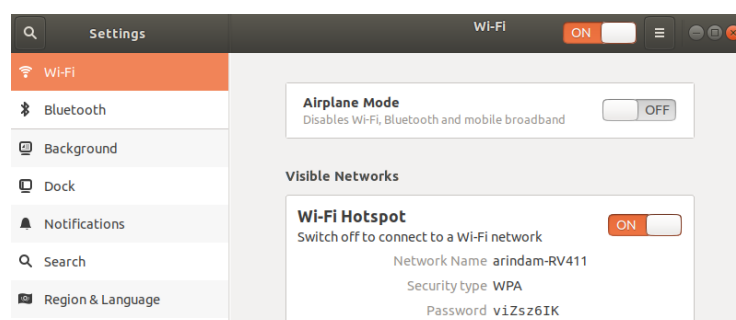 Settings
Wi-Fi
ON
Wi-Fi
Bluetooth
Background
Dock
Notifications
Search
Region & Language
Airplane Mode
Disables Wi-Fi, Bluetooth and mobile broadband
OFF
Visible Networks
Wi-Fi Hotspot
Switch off to connect to a Wi-Fi network
ON
Network Name arindam-RV411
Security type WPA
Password viZsz6IK